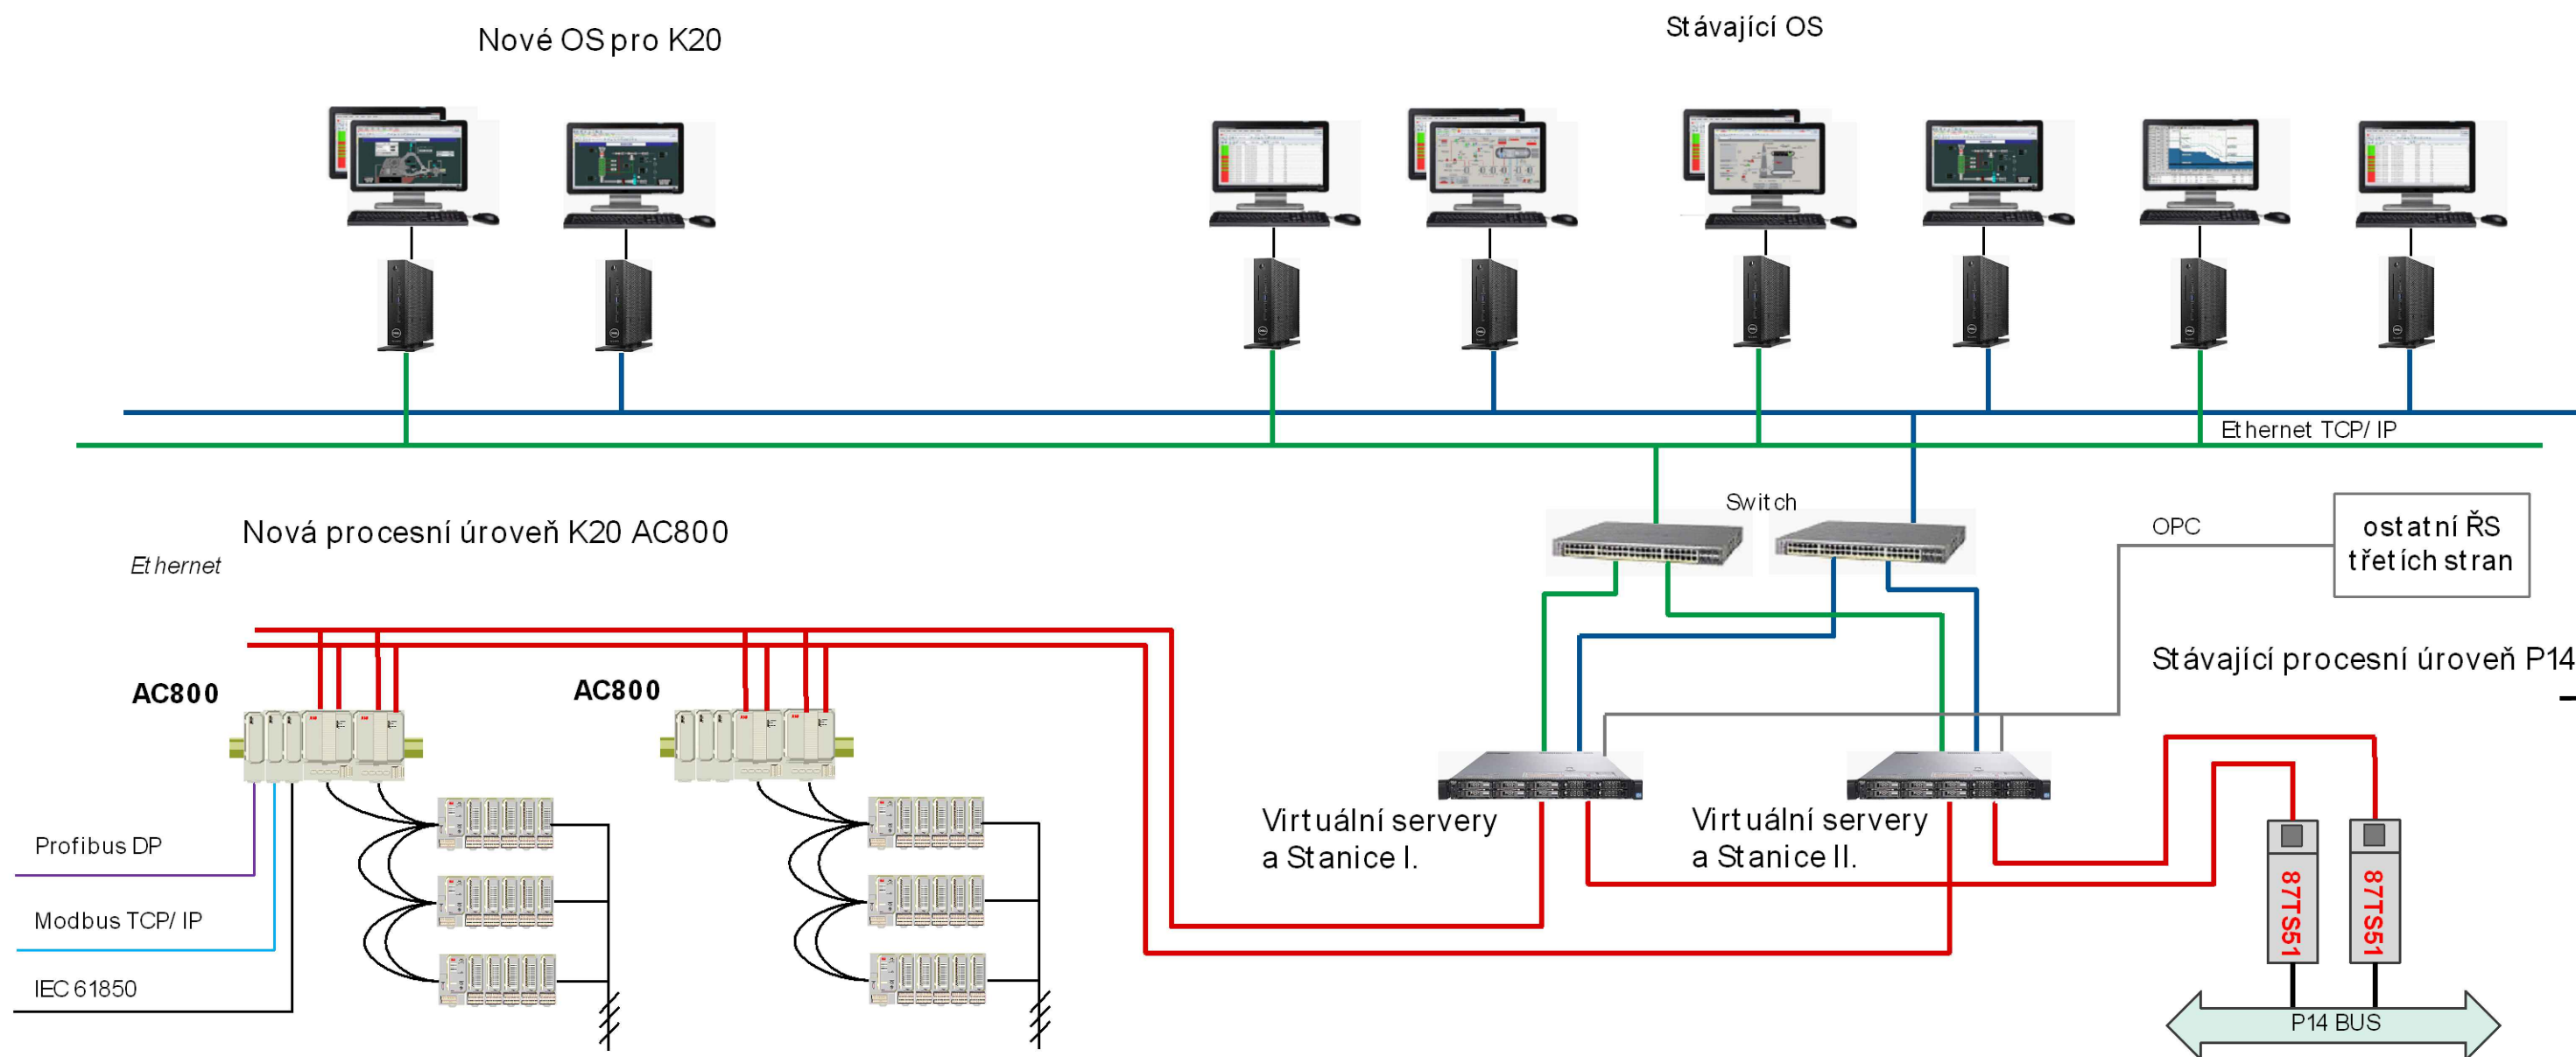 Nové OS pro K20
Stávající OS
Ethernet TCP/IP
Switch
Nová procesní úroveň K20 AC800
Ethernet
OPC
ostatní ŘS
třetích stran
Stávající procesní úroveň P14
AC800
AC800
Virtuální servery
a Stanice I.
Virtuální servery
a Stanice II.
Profibus DP
Modbus TCP/IP
IEC 61850
87TS51
87TS51
P14 BUS